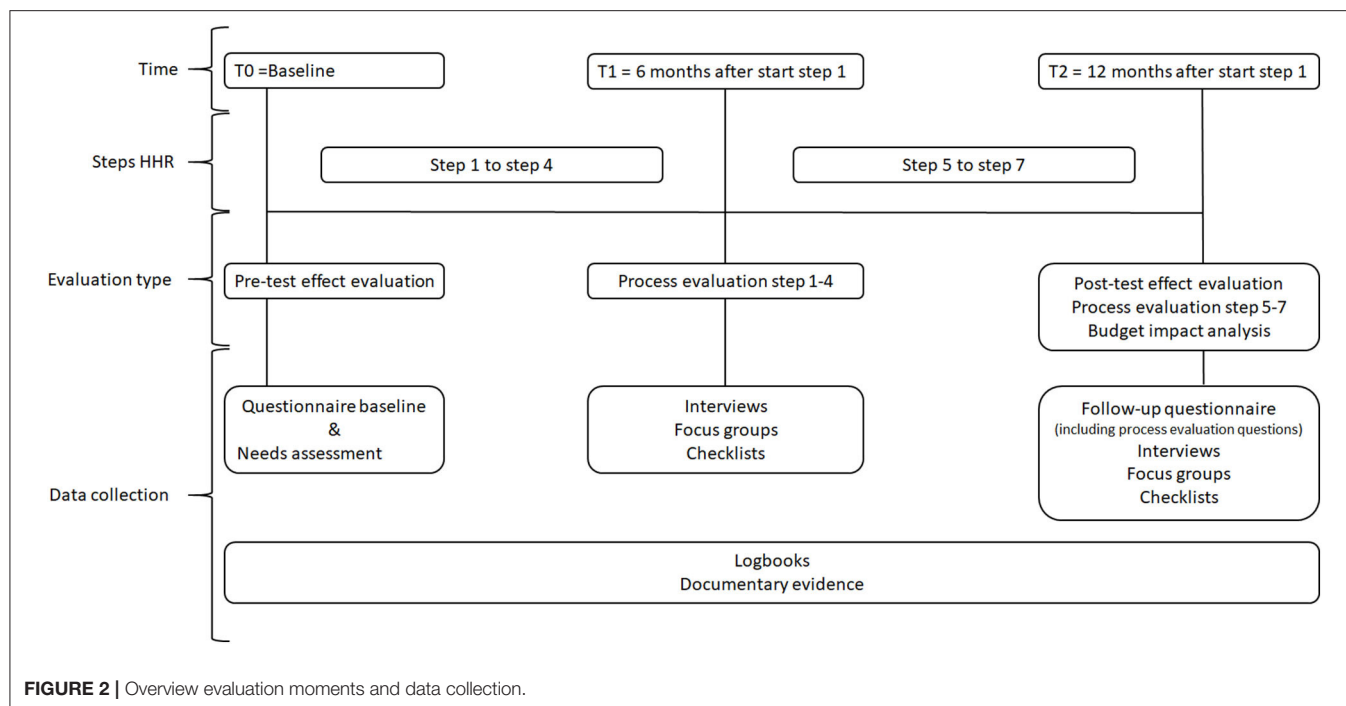 Time
T0 =Baseline
T1 = 6 months after start step 1
T2 = 12 months after start step 1
Steps HHR
Step 1 to step 4
Step 5 to step 7
Evaluation type
Pre-test effect evaluation
Process evaluation step 1-4
Post-test effect evaluation
Process evaluation step 5-7
Budget impact analysis
Data collection
Questionnaire baseline
&
Needs assessment
Interviews
Focus groups
Checklists
Follow-up questionnaire
(including process evaluation questions)
Interviews
Focus groups
Checklists
Logbooks
Documentary evidence
FIGURE 2 | Overview evaluation moments and data collection.